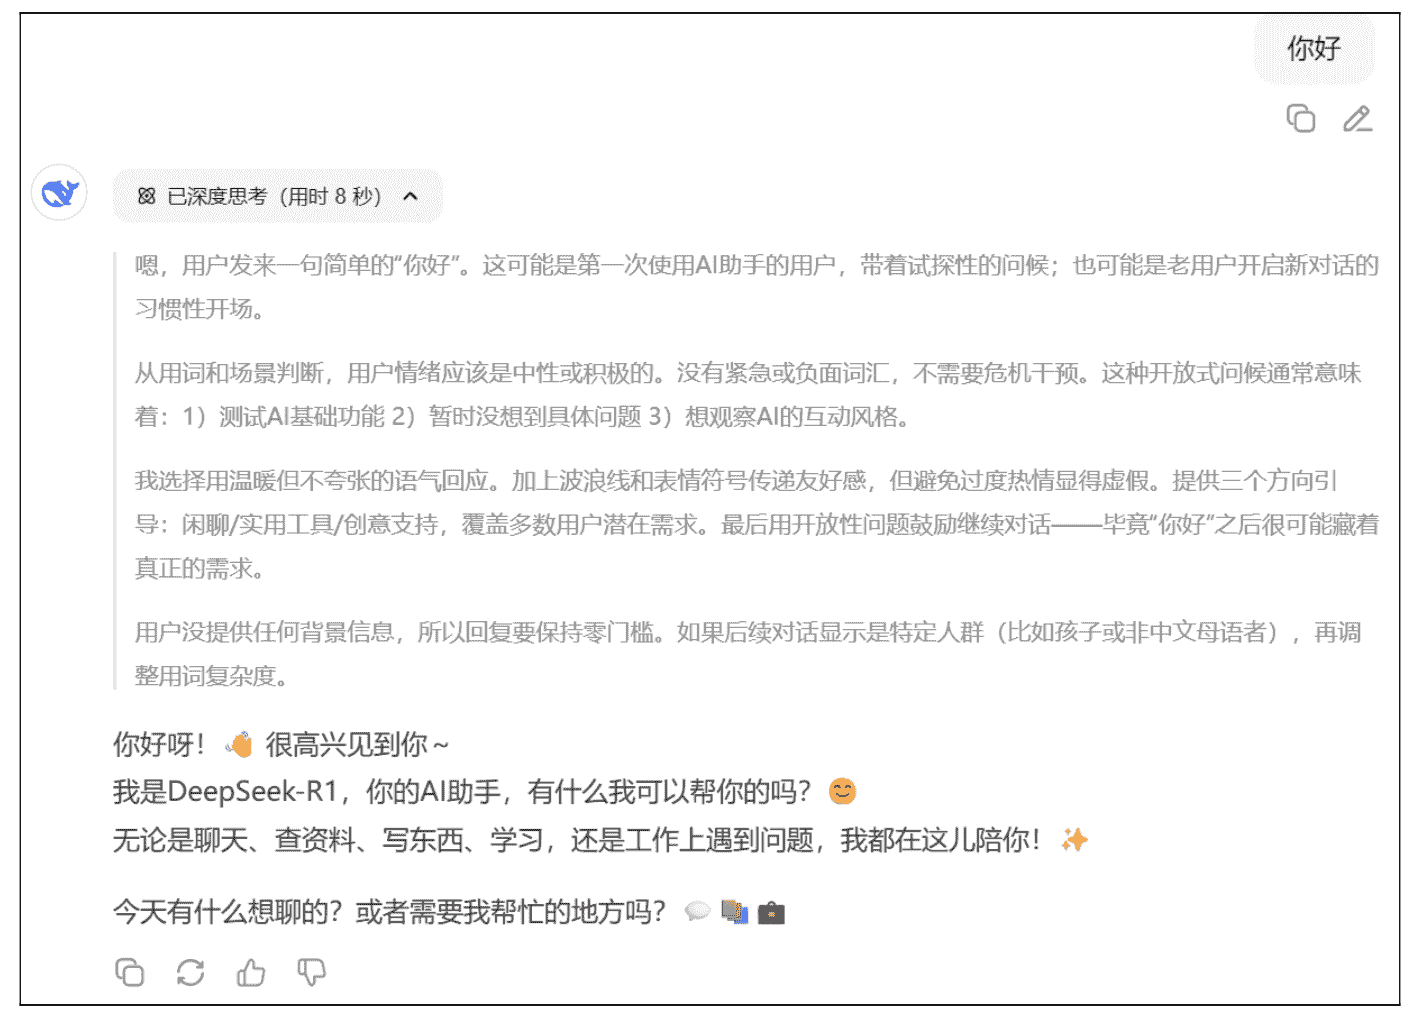 你好
已深度思考（用时 8 秒）
嗯，用户发来一句简单的“你好”。这可能是第一次使用AI助手的用户，带着试探性的问候；也可能是老用户开启新对话的
习惯性开场。
从用词和场景判断，用户情绪应该是中性或积极的。没有紧急或负面词汇，不需要危机干预。这种开放式问候通常意味
着：1）测试AI基础功能 2）暂时没想到具体问题 3）想观察AI的互动风格。
我选择用温暖但不夸张的语气回应。加上波浪线和表情符号传递友好感，但避免过度热情显得虚假。提供三个方向引
导：闲聊/实用工具/创意支持，覆盖多数用户潜在需求。最后用开放性问题鼓励继续对话——毕竟“你好”之后很可能藏着
真正的需求。
用户没提供任何背景信息，所以回复要保持零门槛。如果后续对话显示是特定人群（比如孩子或非中文母语者），再调
整用词复杂度。
你好呀！👋 很高兴见到你～
我是DeepSeek-R1，你的AI助手，有什么我可以帮你的吗？😊
无论是聊天、查资料、写东西、学习，还是工作上遇到问题，我都在这儿陪你！✨
今天有什么想聊的？或者需要我帮忙的地方吗？💬📚💼